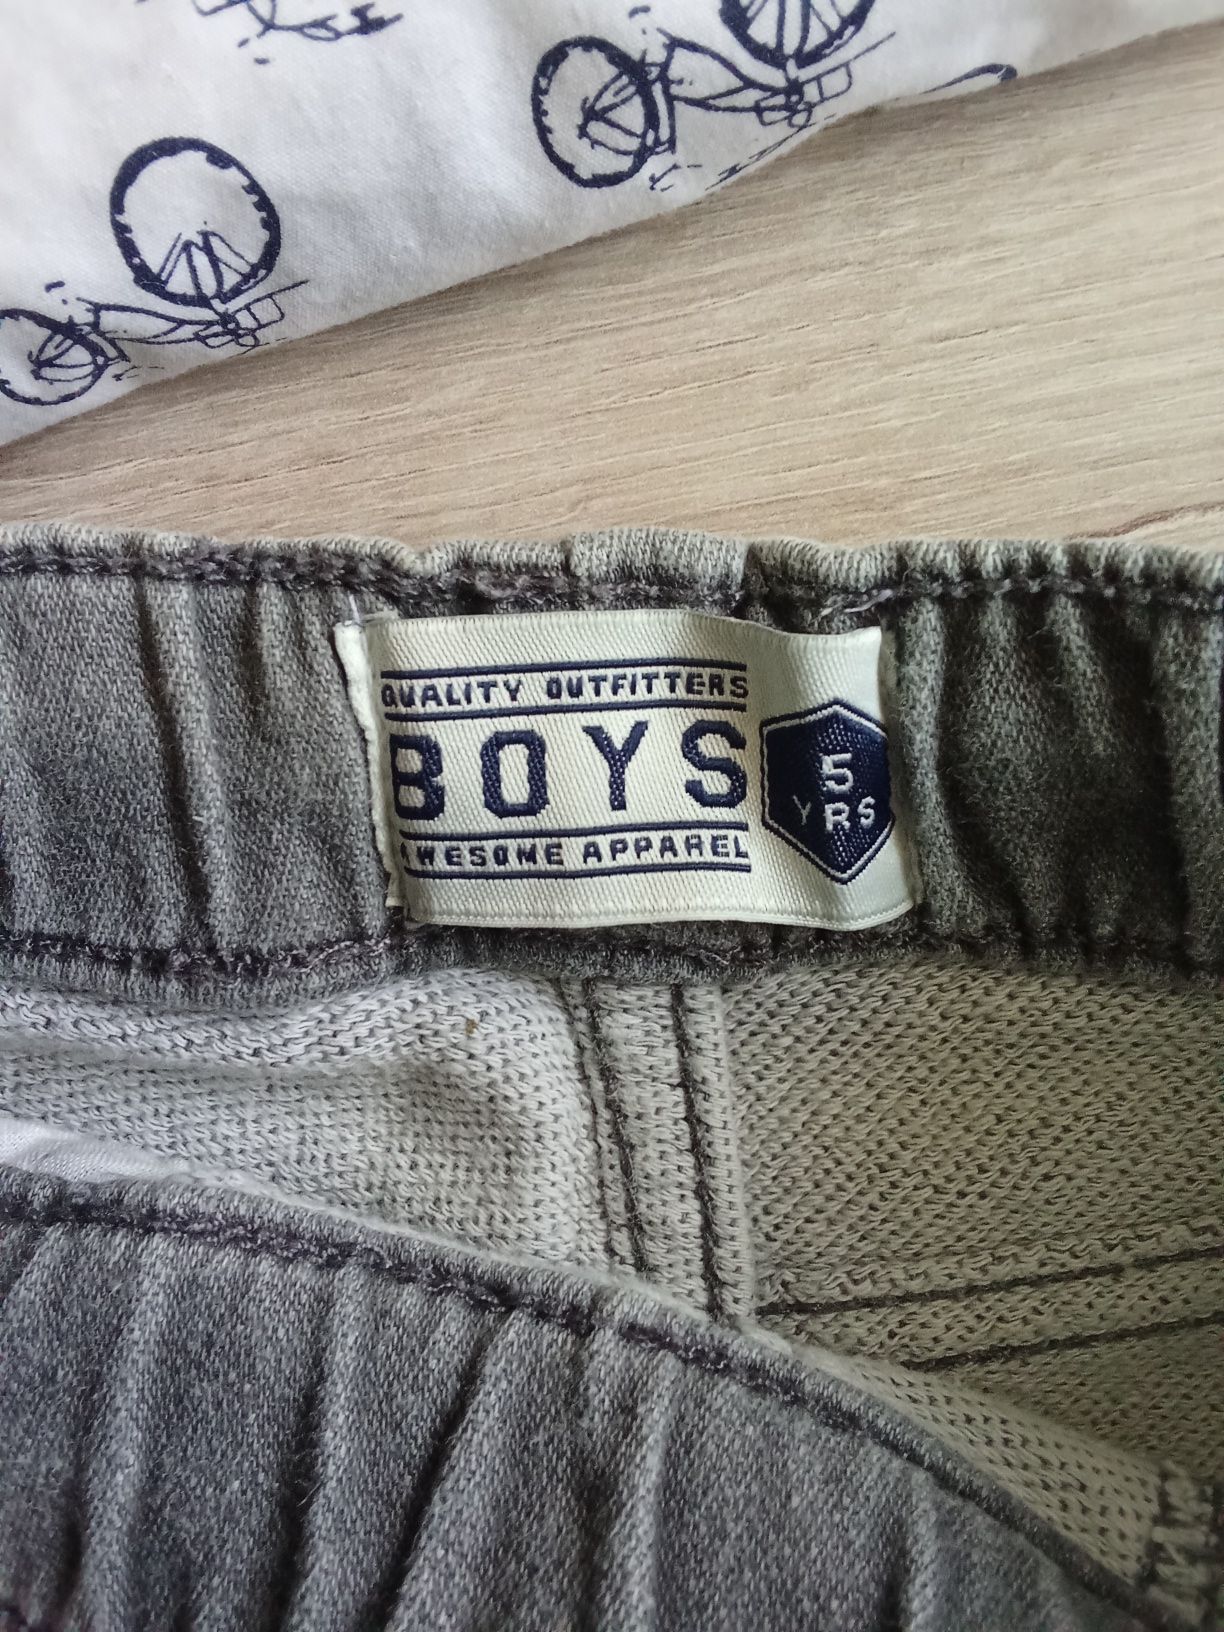 QUALITY OUTFITTERS
BOYS
AWESOME APPAREL
5
YRS